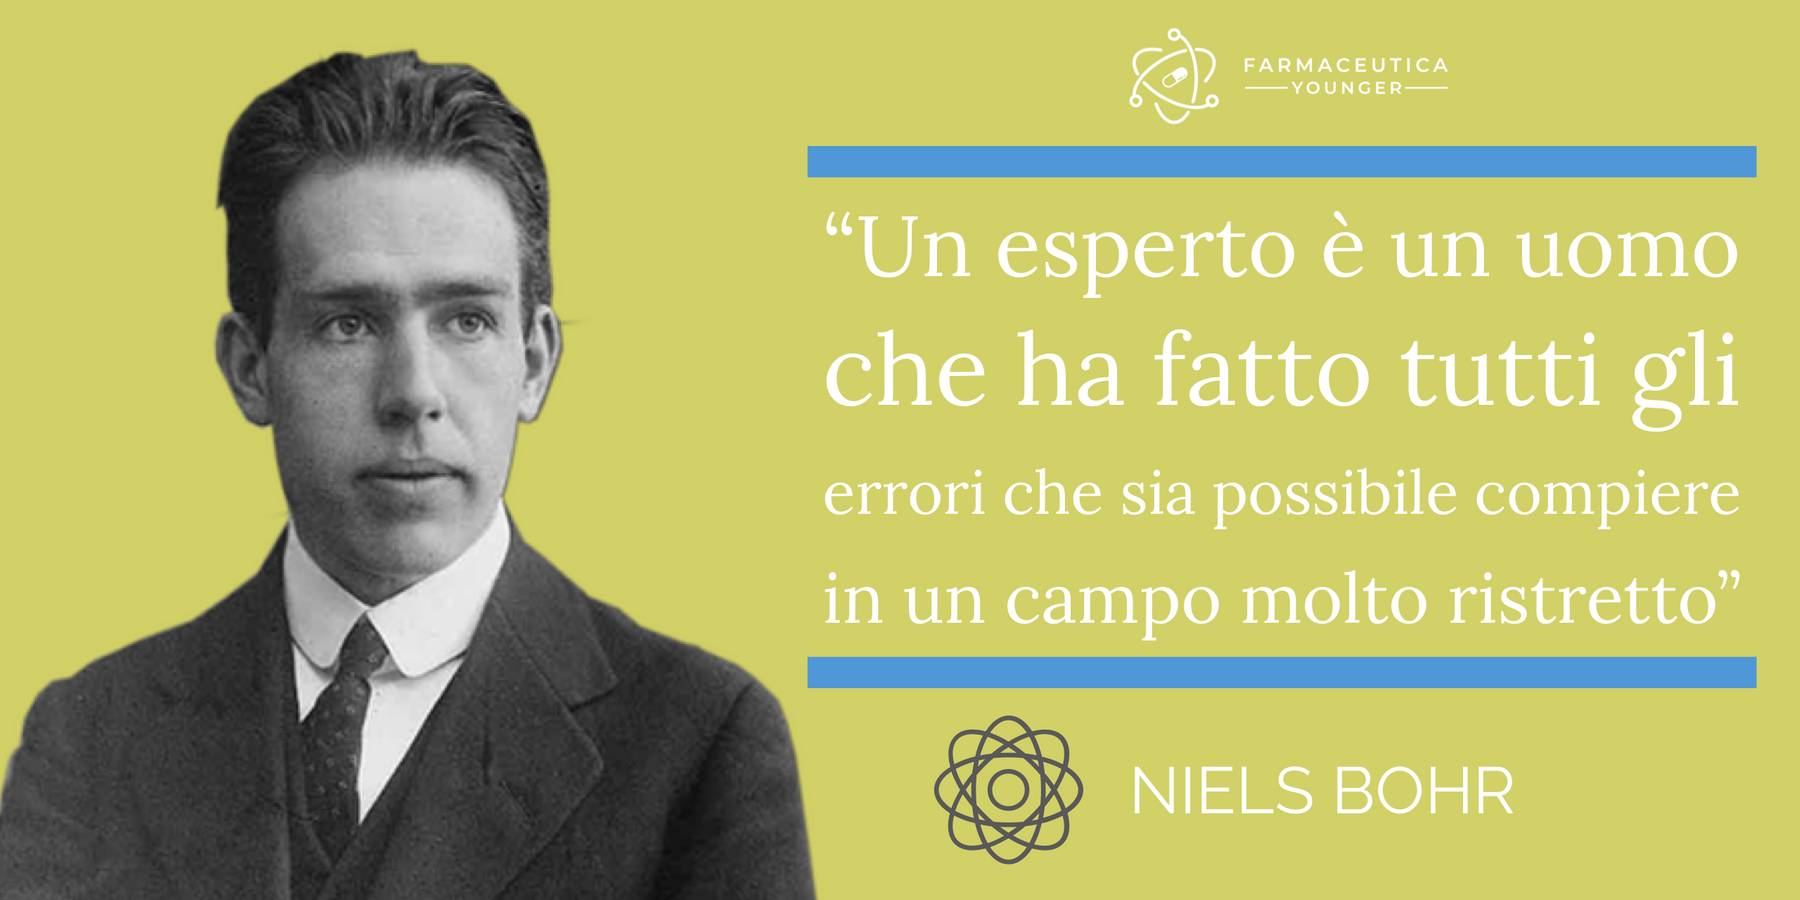 FARMACEUTICA
YOUNGER
“Un esperto è un uomo
che ha fatto tutti gli
errori che sia possibile compiere
in un campo molto ristretto”
NIELS BOHR